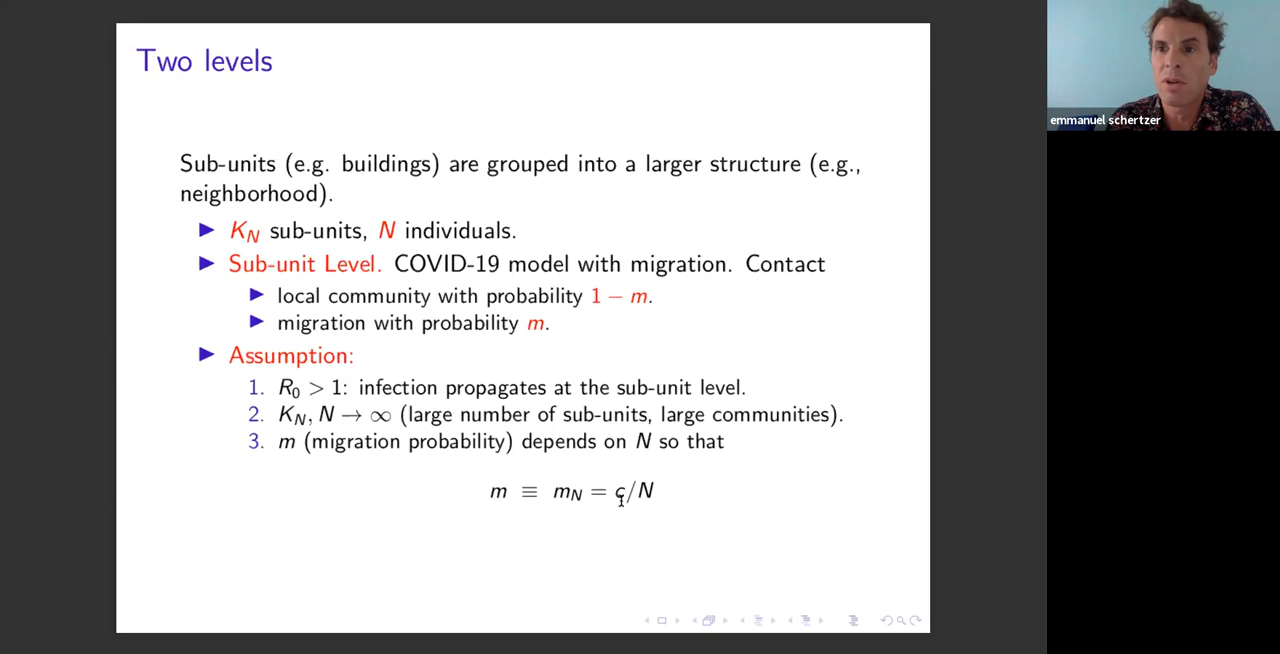 Two levels
emmanuel schertzer
Sub-units (e.g. buildings) are grouped into a larger structure (e.g.,
neighborhood).
▶ K_N sub-units, N individuals.
▶ Sub-unit Level. COVID-19 model with migration. Contact
▶ local community with probability 1 − m.
▶ migration with probability m.
▶ Assumption:
1. R₀ > 1: infection propagates at the sub-unit level.
2. K_N, N → ∞ (large number of sub-units, large communities).
3. m (migration probability) depends on N so that
m ≡ m_N = c/N